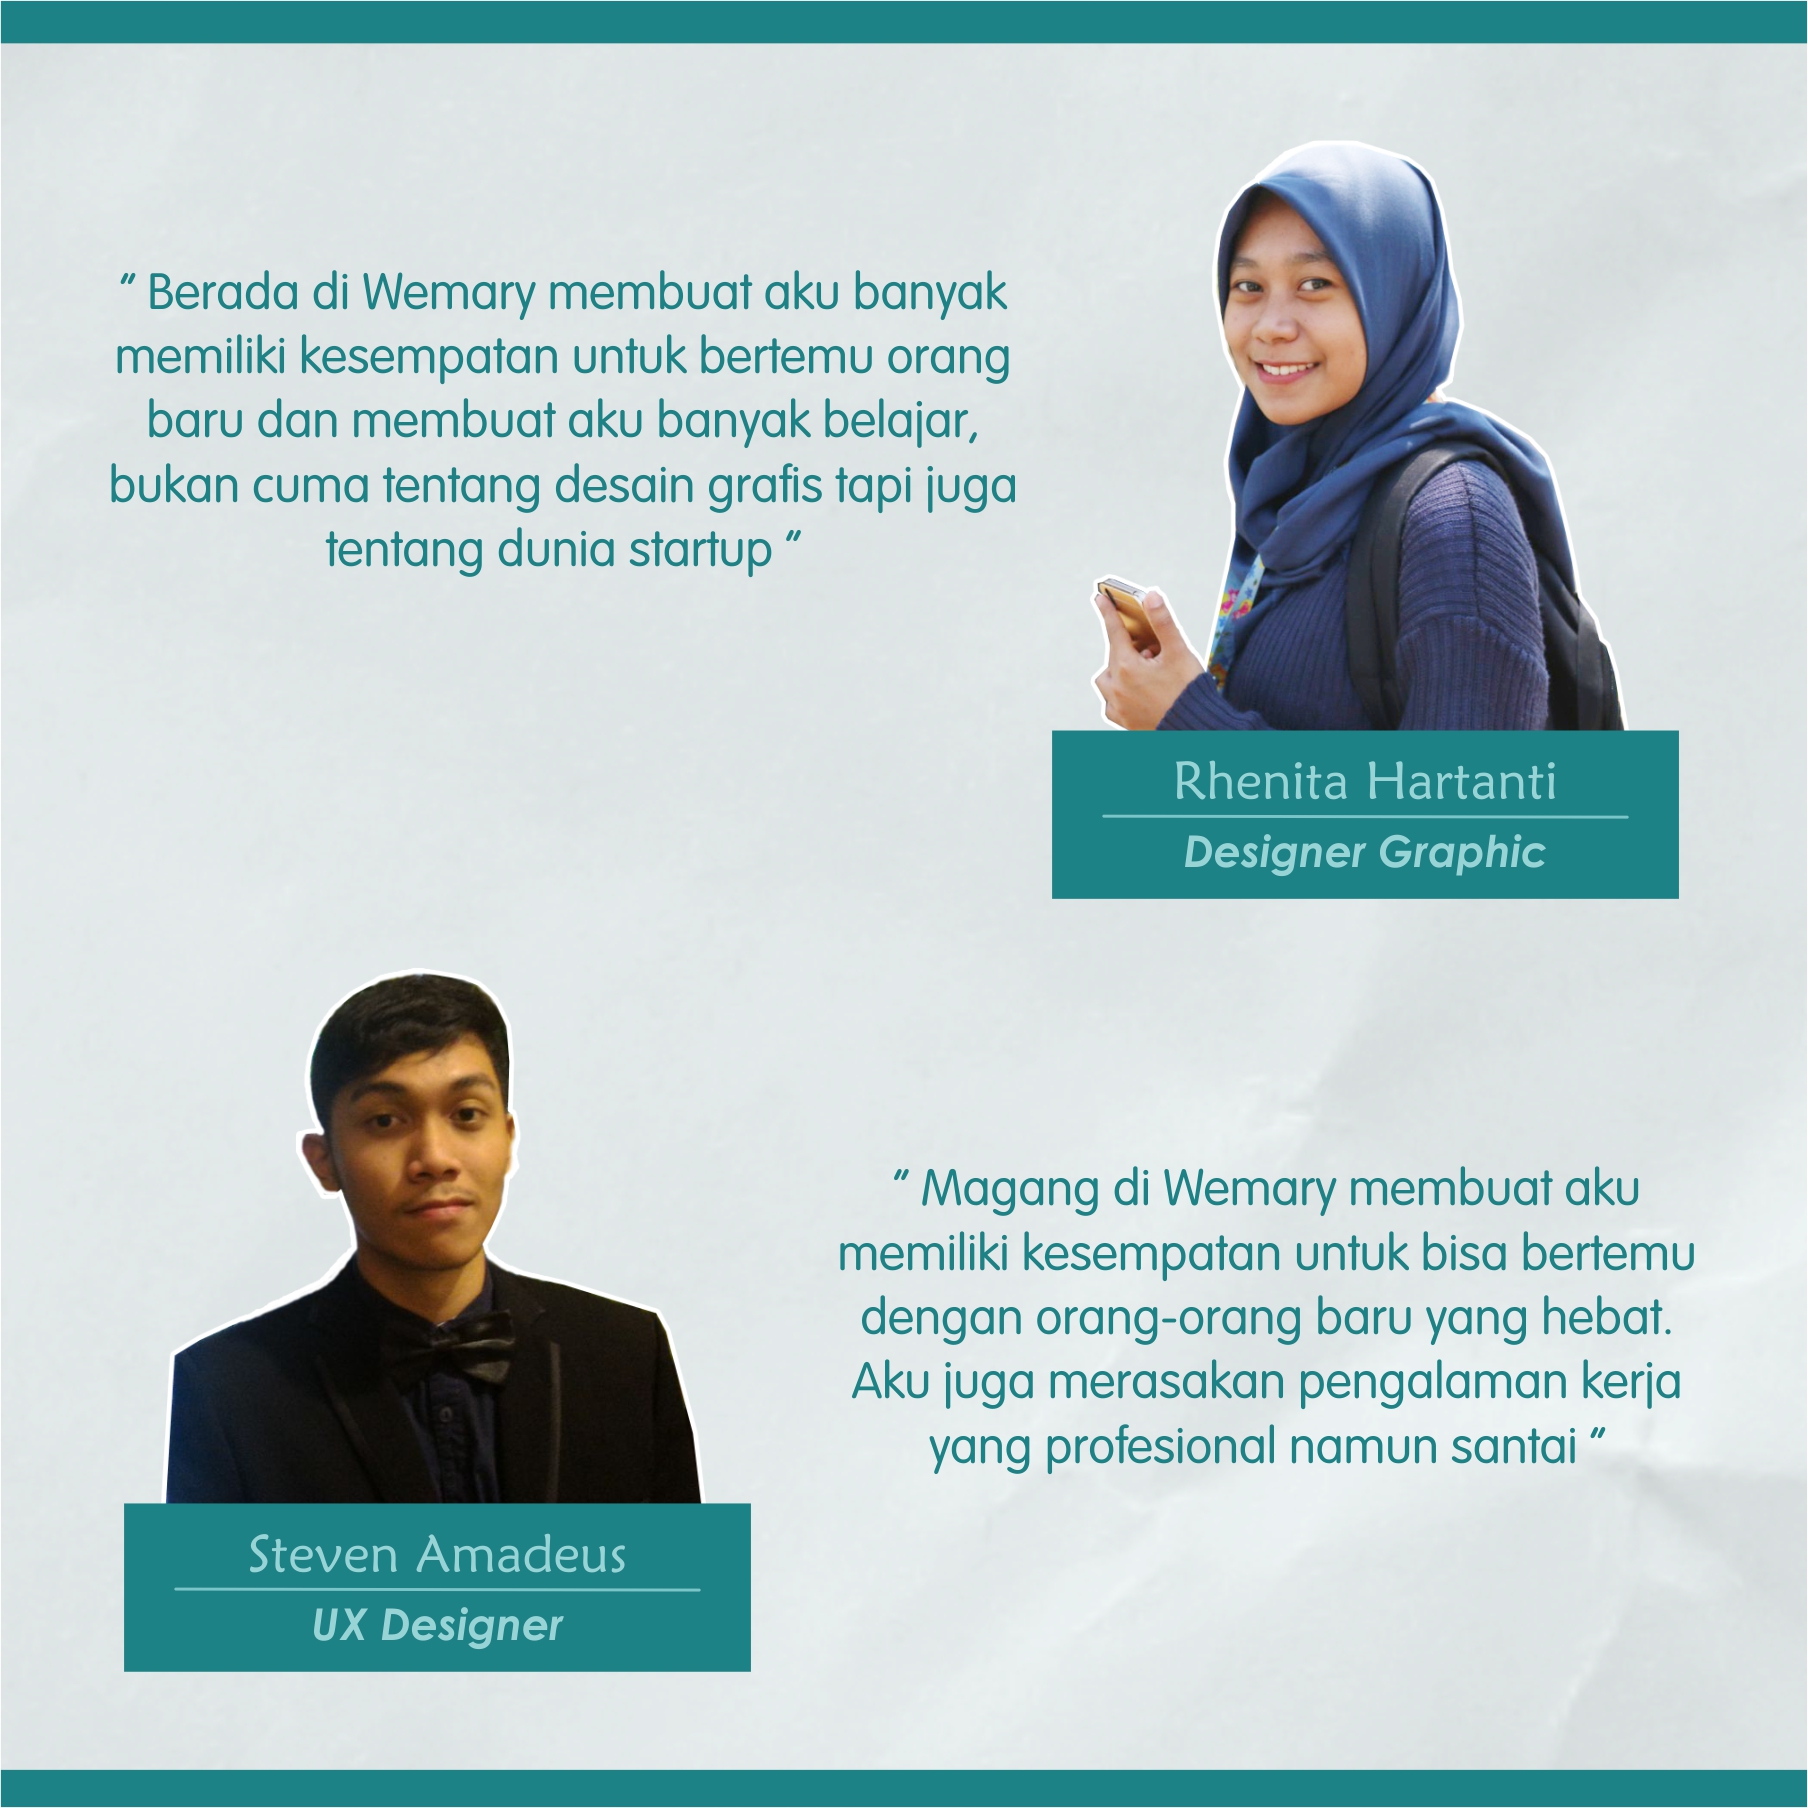 " Berada di Wemary membuat aku banyak
memiliki kesempatan untuk bertemu orang
baru dan membuat aku banyak belajar,
bukan cuma tentang desain grafis tapi juga
tentang dunia startup "
Rhenita Hartanti
Designer Graphic
" Magang di Wemary membuat aku
memiliki kesempatan untuk bisa bertemu
dengan orang-orang baru yang hebat.
Aku juga merasakan pengalaman kerja
yang profesional namun santai "
Steven Amadeus
UX Designer